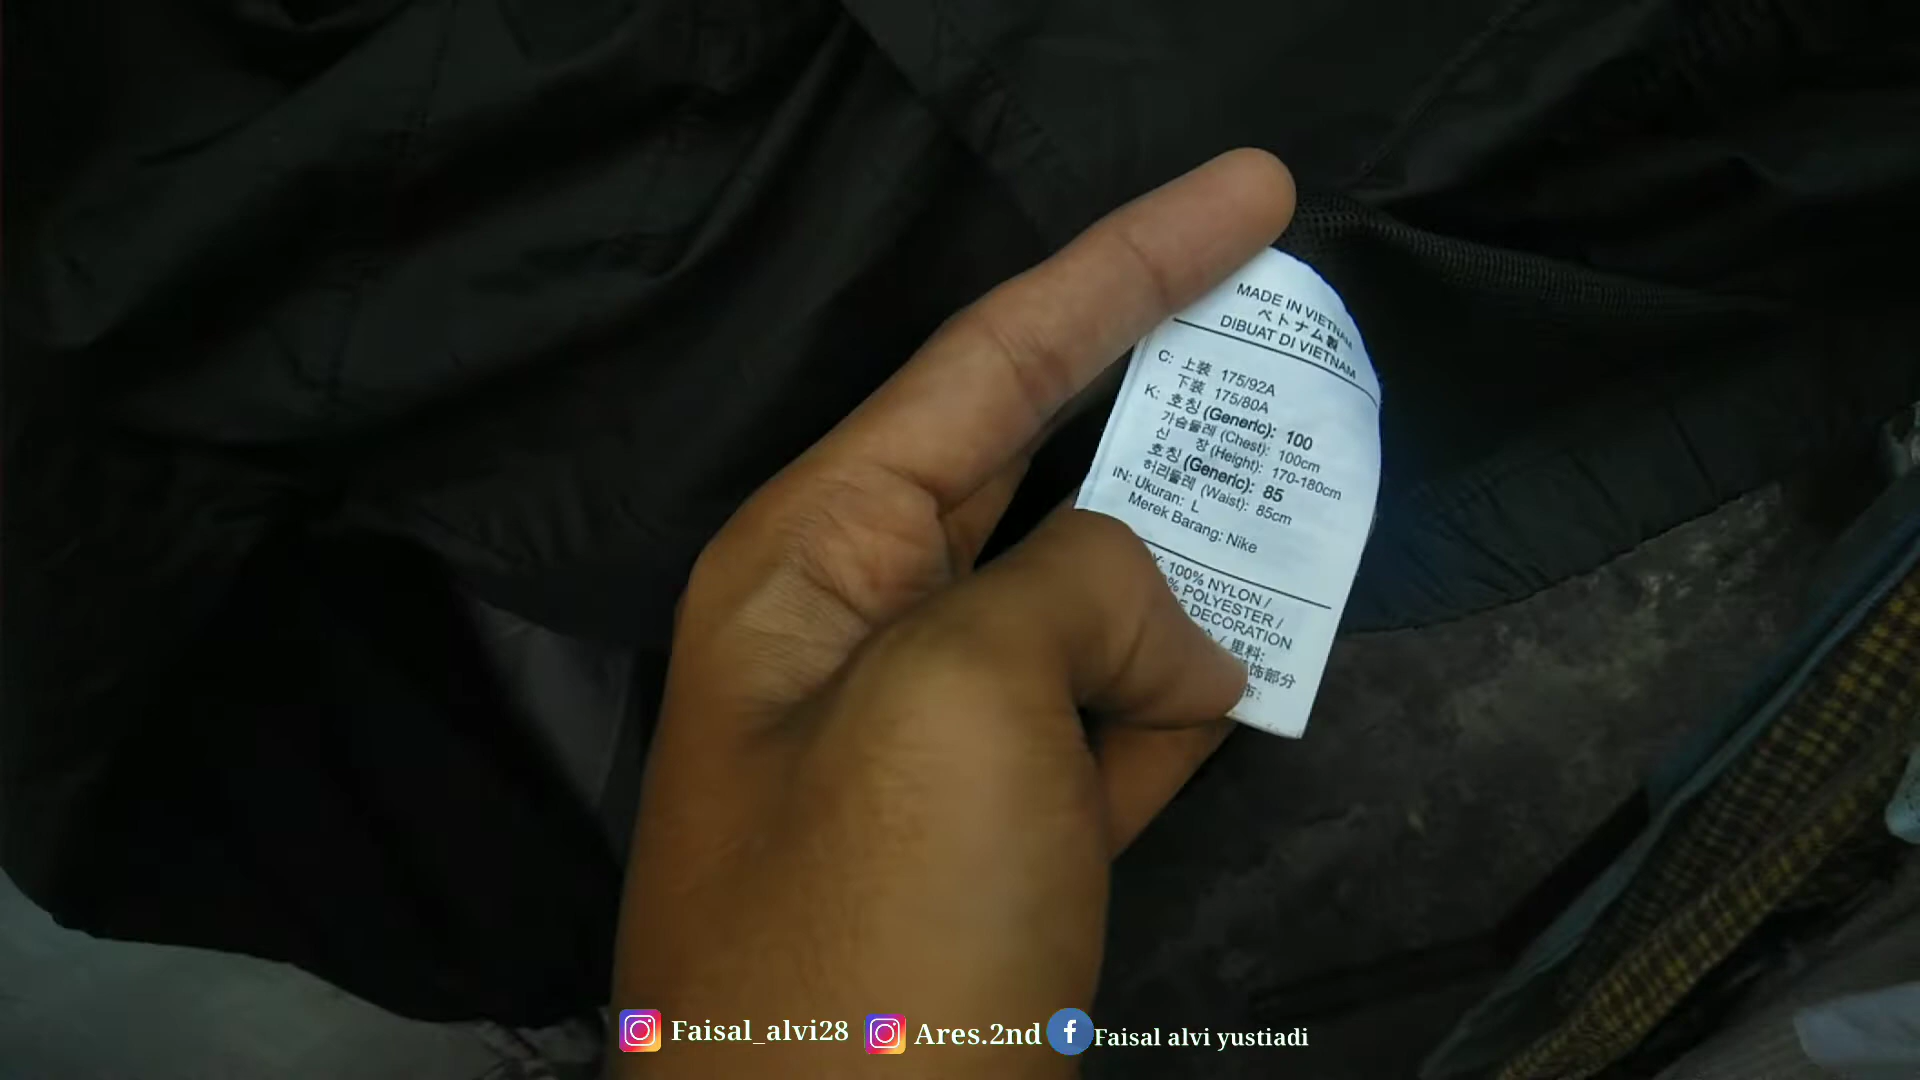 MADE IN VIETNAM
ベトナム製
DIBUAT DI VIETNAM
C: 上装 175/92A
下装 175/80A
K: 호칭 (Generic): 100
가슴둘레 (Chest): 100cm
신 장 (Height): 170-180cm
호칭 (Generic): 85
허리둘레 (Waist): 85cm
IN: Ukuran: L
Merek Barang: Nike
100% NYLON /
% POLYESTER /
DECORATION
/ 里料:
饰部分
布:
Faisal_alvi28 Ares.2nd Faisal alvi yustiadi